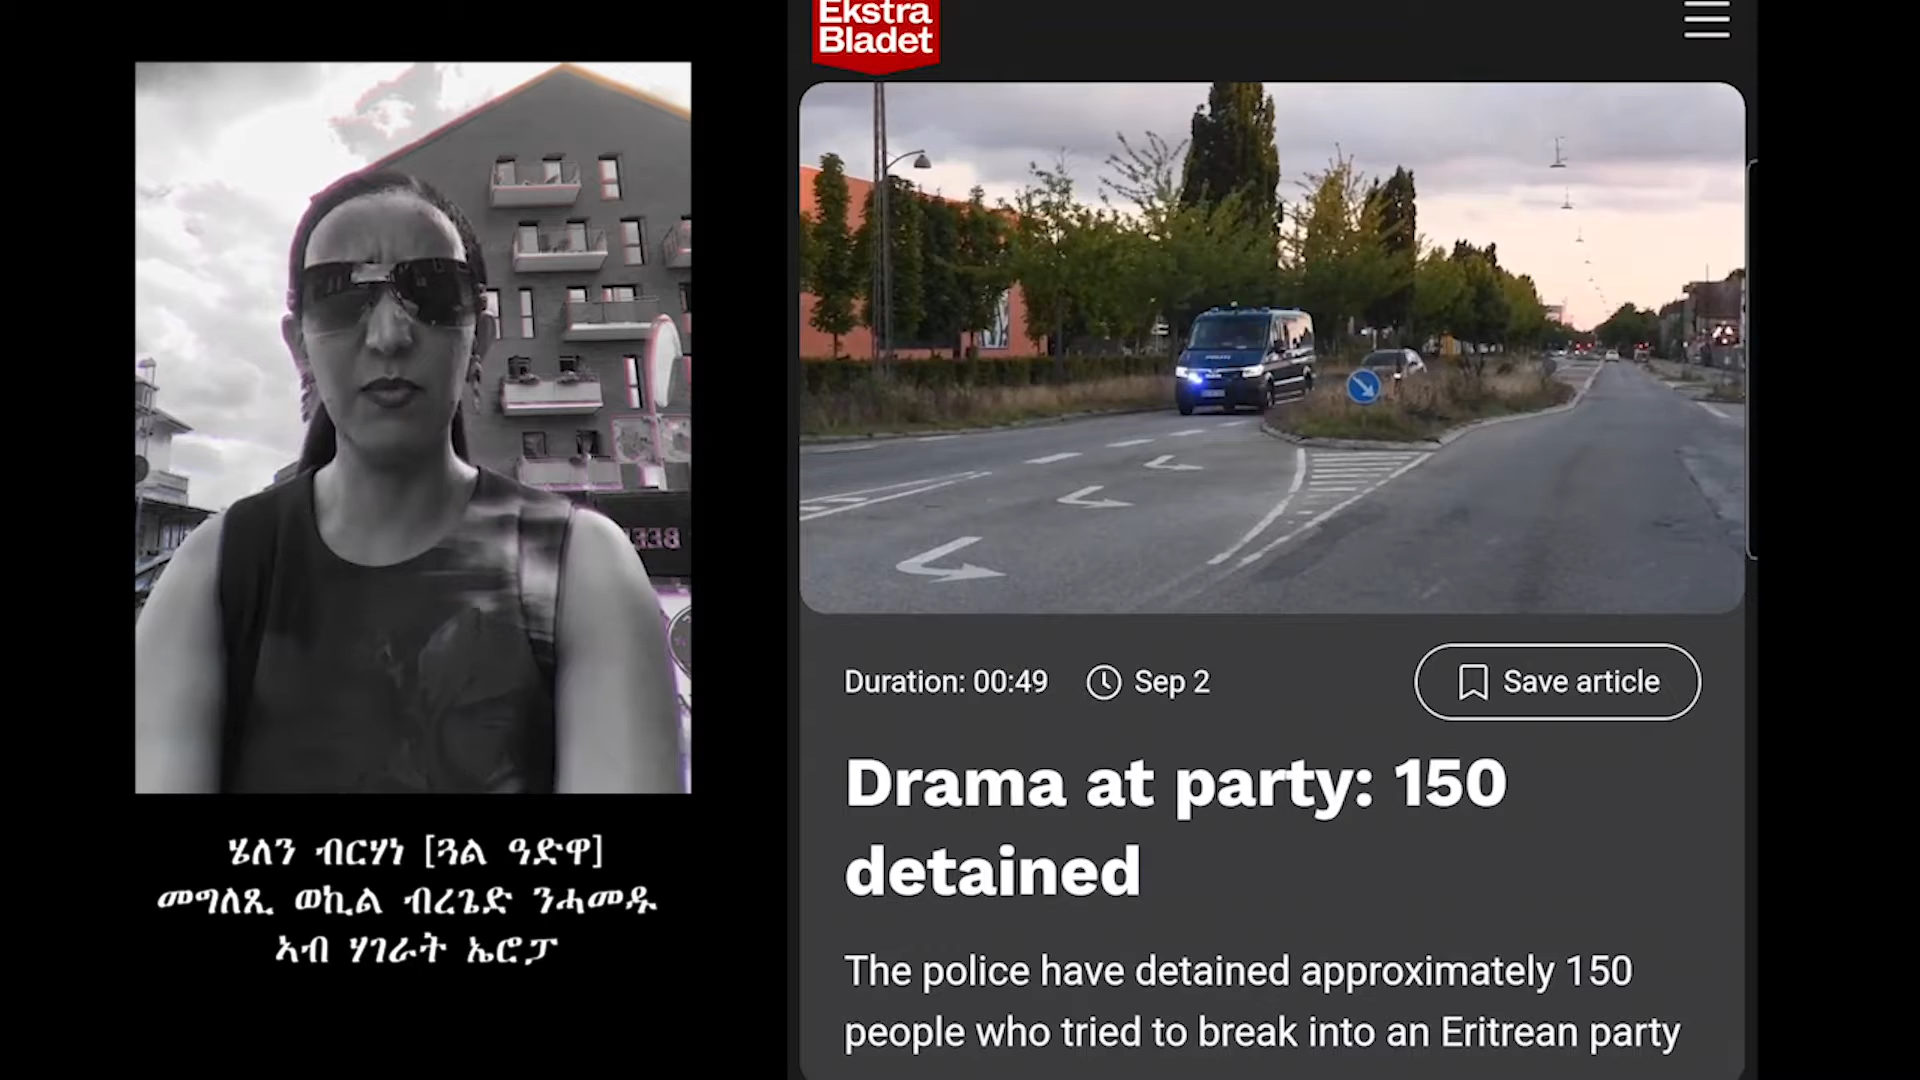 ሄለን ብርሃነ [ጓል ዓድዋ]
መግለጺ ወኪል ብረጌድ ንሓመዱ
ኣብ ሃገራት ኤሮፓ
Ekstra
Bladet
Duration: 00:49 Sep 2 Save article
Drama at party: 150
detained
The police have detained approximately 150
people who tried to break into an Eritrean party